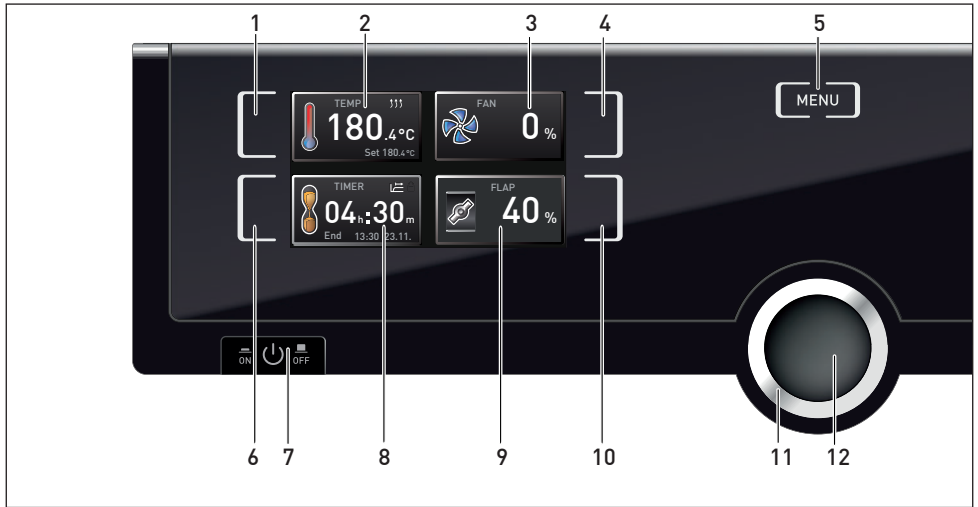 1 2 3 4 5
TEMP
180.4°C
Set 180.4°C
FAN
0 %
MENU
TIMER
04h:30m
End 13:30 23.11.
FLAP
40 %
ON OFF
6 7 8 9 10 11 12